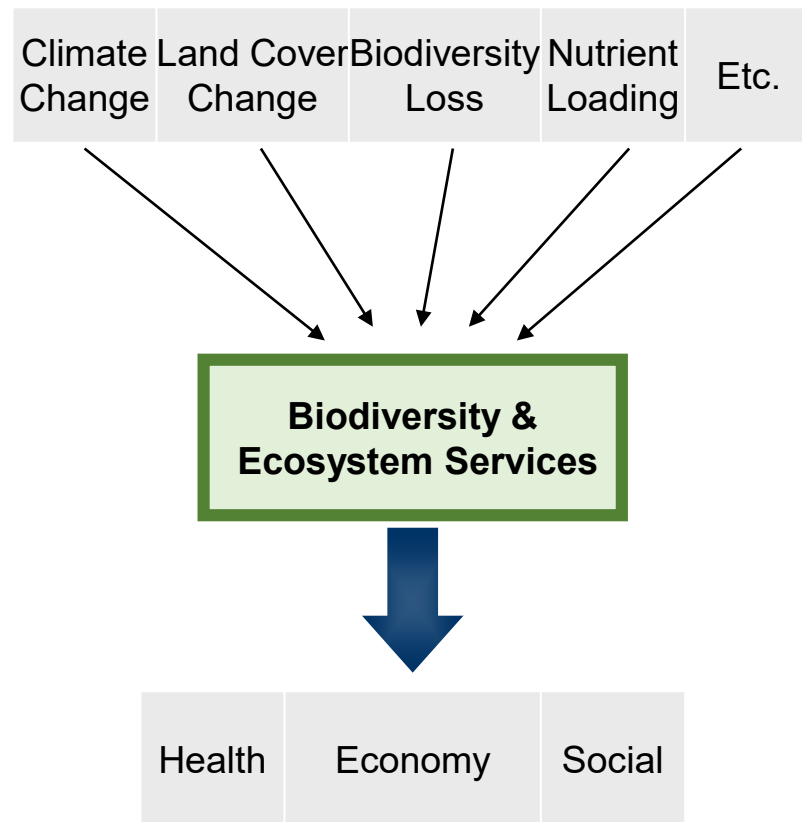 Climate
Change
Land Cover
Change
Biodiversity
Loss
Nutrient
Loading
Etc.
Biodiversity &
Ecosystem Services
Health
Economy
Social